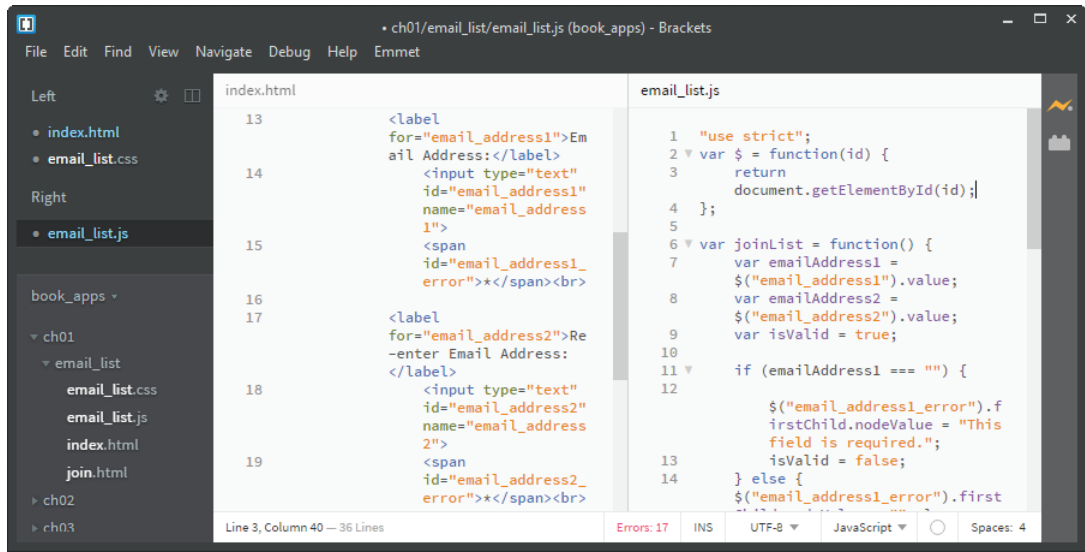 • ch01/email_list/email_list.js (book_apps) - Brackets
File Edit Find View Navigate Debug Help Emmet
Left
• index.html
• email_list.css
Right
• email_list.js
book_apps
ch01
email_list
email_list.css
email_list.js
index.html
join.html
ch02
ch03
index.html
13 <label
for="email_address1">Em
ail Address:</label>
14 <input type="text"
id="email_address1"
name="email_address
1">
15 <span
id="email_address1_
error">*</span><br>
16
17 <label
for="email_address2">Re
-enter Email Address:
</label>
18 <input type="text"
id="email_address2"
name="email_address
2">
19 <span
id="email_address2_
error">*</span><br>
email_list.js
1 "use strict";
2 var $ = function(id) {
3 return
document.getElementById(id);
4 };
5
6 var joinList = function() {
7 var emailAddress1 =
$("email_address1").value;
8 var emailAddress2 =
$("email_address2").value;
9 var isValid = true;
10
11 if (emailAddress1 === "") {
12
$("email_address1_error").f
irstChild.nodeValue = "This
field is required.";
13 isValid = false;
14 } else {
$("email_address1_error").first
Line 3, Column 40 — 36 Lines
Errors: 17 INS UTF-8 JavaScript Spaces: 4